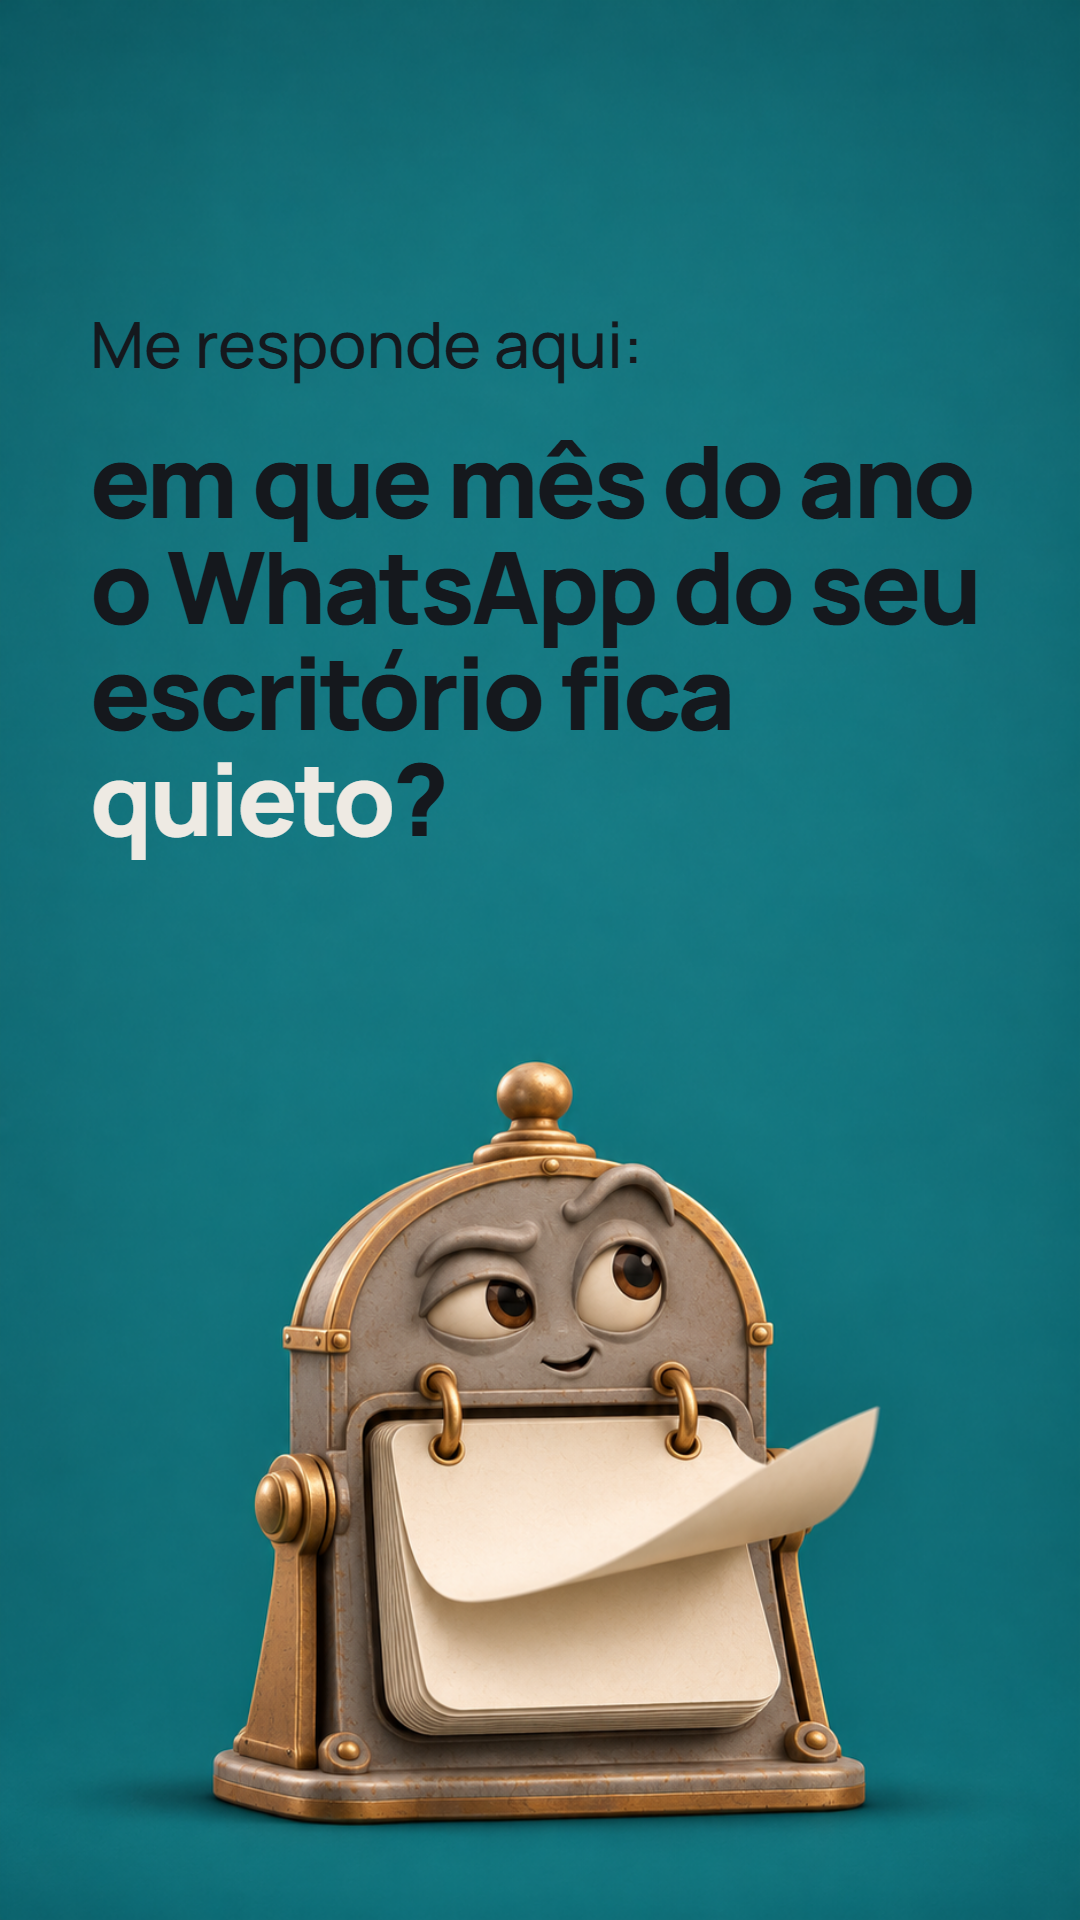 Me responde aqui:
em que mês do ano
o WhatsApp do seu
escritório fica
quieto?